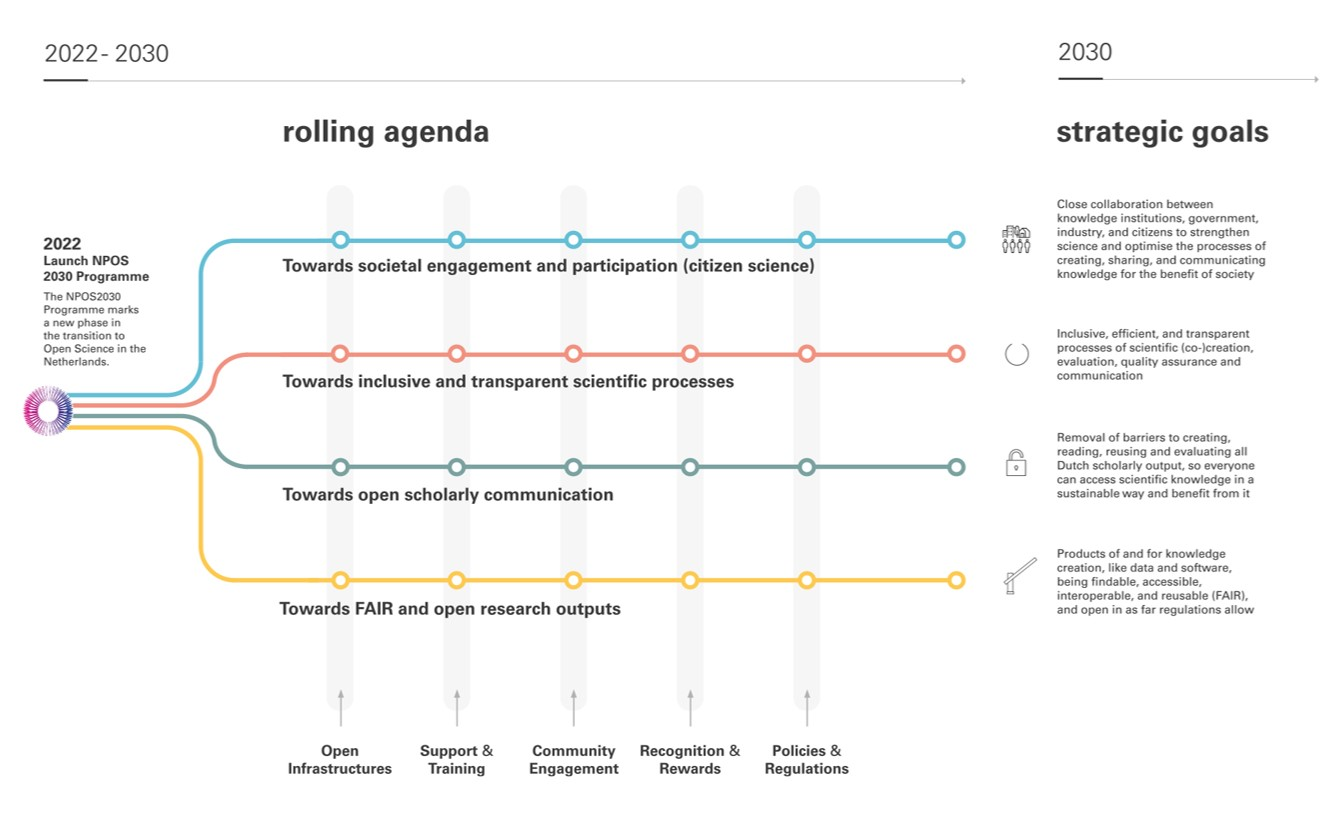 2022 - 2030
2030
rolling agenda
strategic goals
2022
Launch NPOS
2030 Programme
The NPOS2030
Programme marks
a new phase in
the transition to
Open Science in the
Netherlands.
Towards societal engagement and participation (citizen science)
Close collaboration between
knowledge institutions, government,
industry, and citizens to strengthen
science and optimise the processes of
creating, sharing, and communicating
knowledge for the benefit of society
Towards inclusive and transparent scientific processes
Inclusive, efficient, and transparent
processes of scientific (co-)creation,
evaluation, quality assurance and
communication
Towards open scholarly communication
Removal of barriers to creating,
reading, reusing and evaluating all
Dutch scholarly output, so everyone
can access scientific knowledge in a
sustainable way and benefit from it
Towards FAIR and open research outputs
Products of and for knowledge
creation, like data and software,
being findable, accessible,
interoperable, and reusable (FAIR),
and open in as far regulations allow
Open
Infrastructures
Support &
Training
Community
Engagement
Recognition &
Rewards
Policies &
Regulations